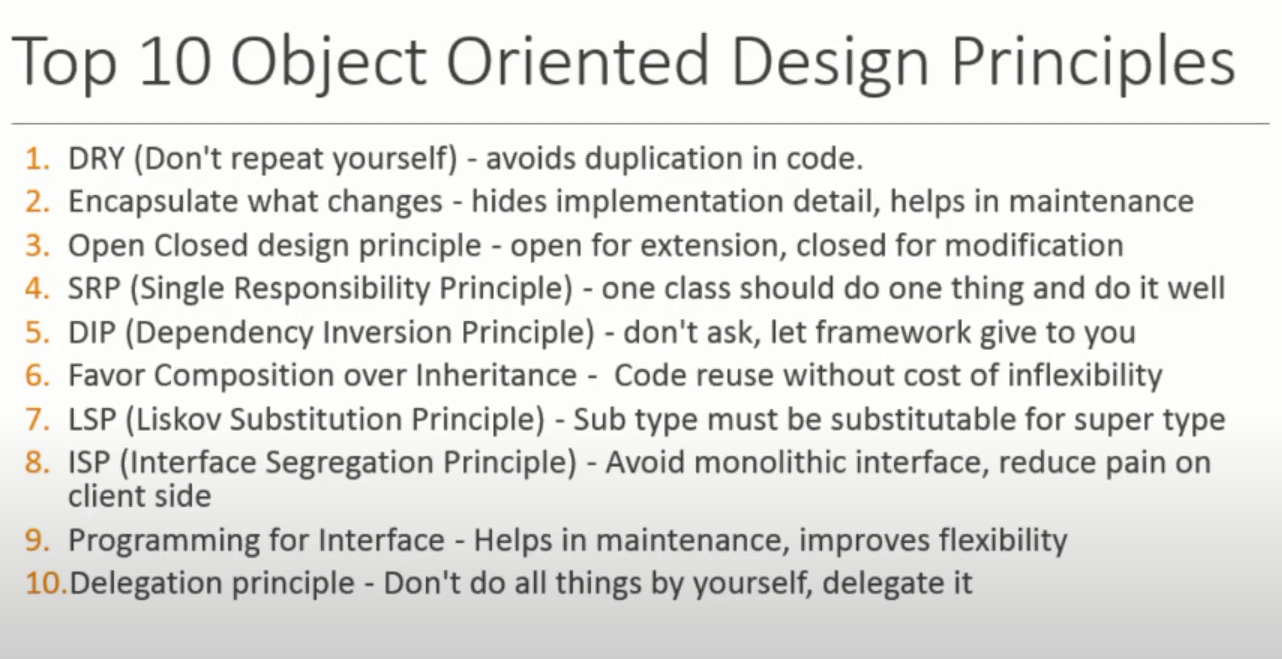 Top 10 Object Oriented Design Principles
1. DRY (Don't repeat yourself) - avoids duplication in code.
2. Encapsulate what changes - hides implementation detail, helps in maintenance
3. Open Closed design principle - open for extension, closed for modification
4. SRP (Single Responsibility Principle) - one class should do one thing and do it well
5. DIP (Dependency Inversion Principle) - don't ask, let framework give to you
6. Favor Composition over Inheritance -  Code reuse without cost of inflexibility
7. LSP (Liskov Substitution Principle) - Sub type must be substitutable for super type
8. ISP (Interface Segregation Principle) - Avoid monolithic interface, reduce pain on
client side
9. Programming for Interface - Helps in maintenance, improves flexibility
10.Delegation principle - Don't do all things by yourself, delegate it